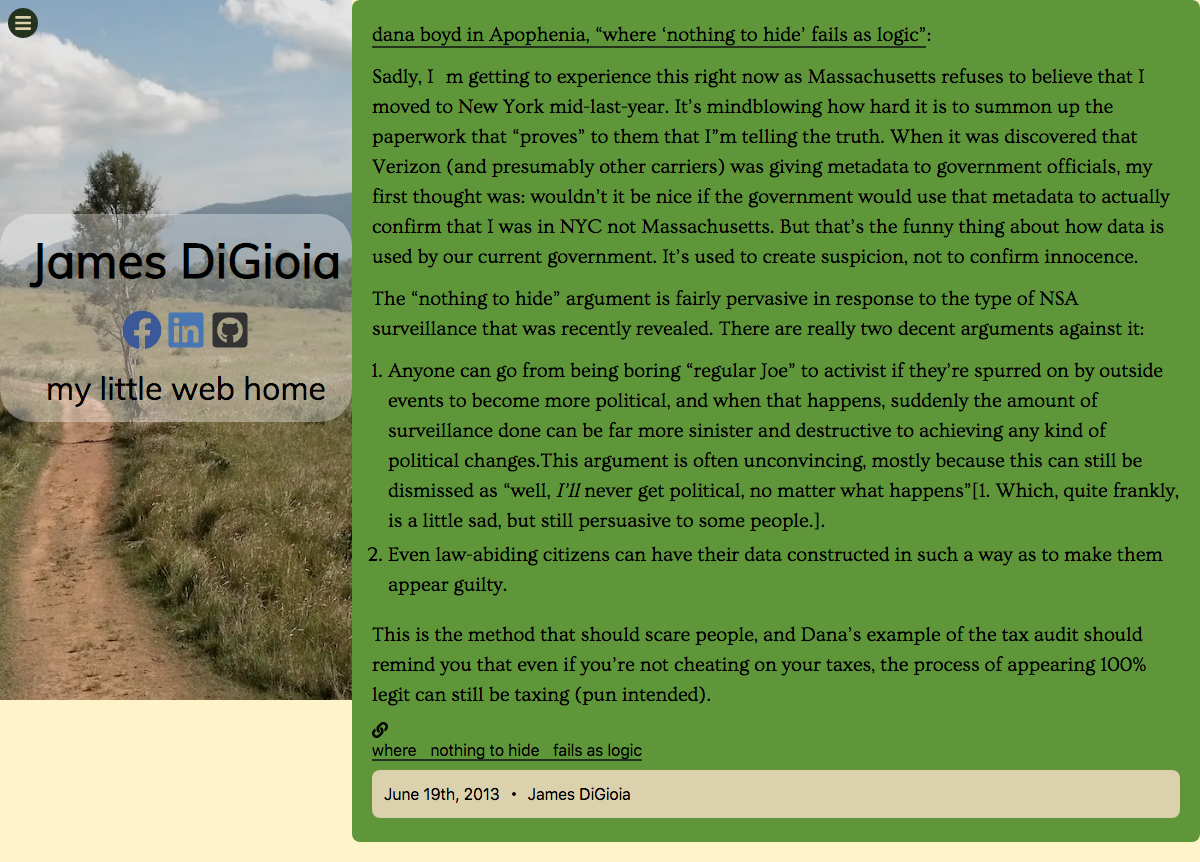 James DiGioia
my little web home
dana boyd in Apophenia, “where ‘nothing to hide’ fails as logic”:
Sadly, I  m getting to experience this right now as Massachusetts refuses to believe that I
moved to New York mid-last-year. It’s mindblowing how hard it is to summon up the
paperwork that “proves” to them that I”m telling the truth. When it was discovered that
Verizon (and presumably other carriers) was giving metadata to government officials, my
first thought was: wouldn’t it be nice if the government would use that metadata to actually
confirm that I was in NYC not Massachusetts. But that’s the funny thing about how data is
used by our current government. It’s used to create suspicion, not to confirm innocence.
The “nothing to hide” argument is fairly pervasive in response to the type of NSA
surveillance that was recently revealed. There are really two decent arguments against it:
1. Anyone can go from being boring “regular Joe” to activist if they’re spurred on by outside
events to become more political, and when that happens, suddenly the amount of
surveillance done can be far more sinister and destructive to achieving any kind of
political changes.This argument is often unconvincing, mostly because this can still be
dismissed as “well, I’ll never get political, no matter what happens”[1. Which, quite frankly,
is a little sad, but still persuasive to some people.].
2. Even law-abiding citizens can have their data constructed in such a way as to make them
appear guilty.
This is the method that should scare people, and Dana’s example of the tax audit should
remind you that even if you’re not cheating on your taxes, the process of appearing 100%
legit can still be taxing (pun intended).
where  nothing to hide  fails as logic
June 19th, 2013 • James DiGioia